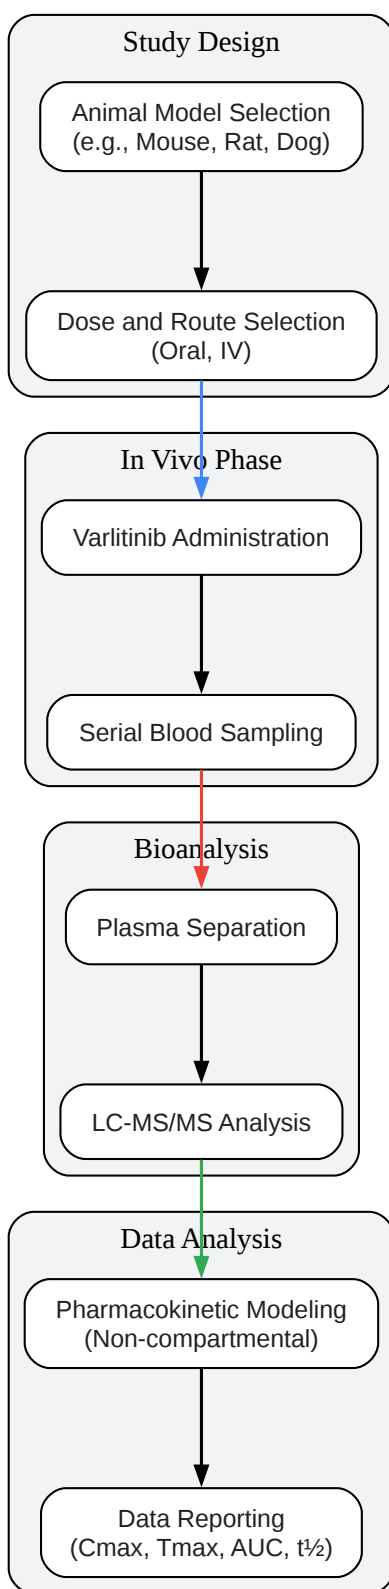 Study Design
Animal Model Selection
(e.g., Mouse, Rat, Dog)
Dose and Route Selection
(Oral, IV)
In Vivo Phase
Varlitinib Administration
Serial Blood Sampling
Bioanalysis
Plasma Separation
LC-MS/MS Analysis
Data Analysis
Pharmacokinetic Modeling
(Non-compartmental)
Data Reporting
(Cmax, Tmax, AUC, t½)